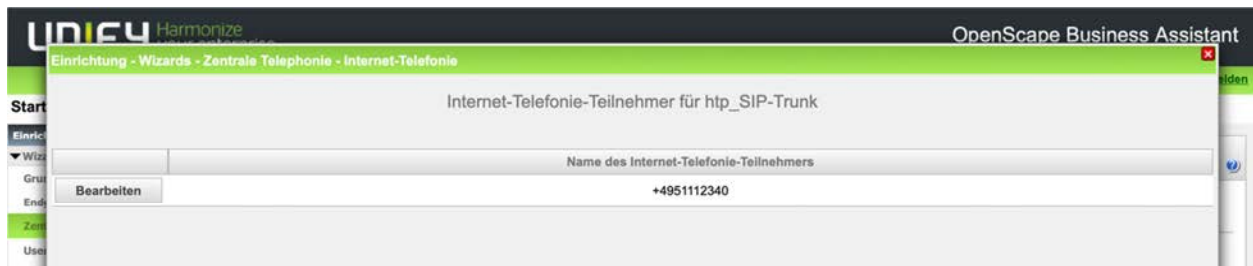 UNIFY Harmonize
OpenScape Business Assistant
Einrichtung - Wizards - Zentrale Telephonie - Internet-Telefonie
Start
Internet-Telefonie-Teilnehmer für htp_SIP-Trunk
Name des Internet-Telefonie-Teilnehmers
Bearbeiten +4951112340